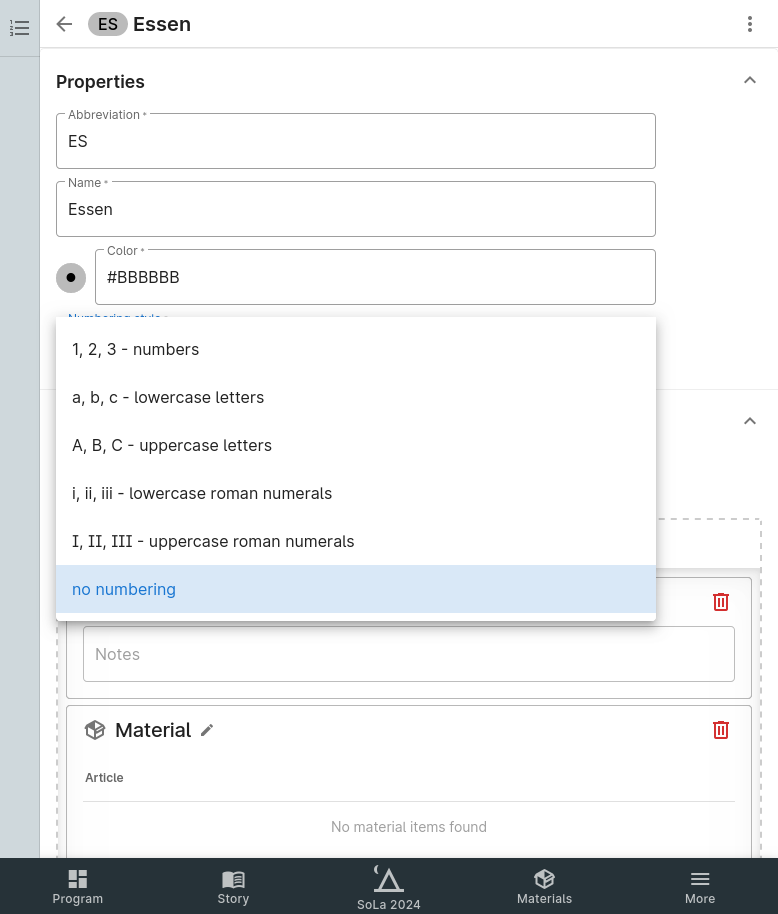 ES Essen
Properties
Abbreviation *
ES
Name *
Essen
Color *
#BBBBBB
Numbering style *
1, 2, 3 - numbers
a, b, c - lowercase letters
A, B, C - uppercase letters
i, ii, iii - lowercase roman numerals
I, II, III - uppercase roman numerals
no numbering
Notes
Material
Article
No material items found
Program
Story
SoLa 2024
Materials
More